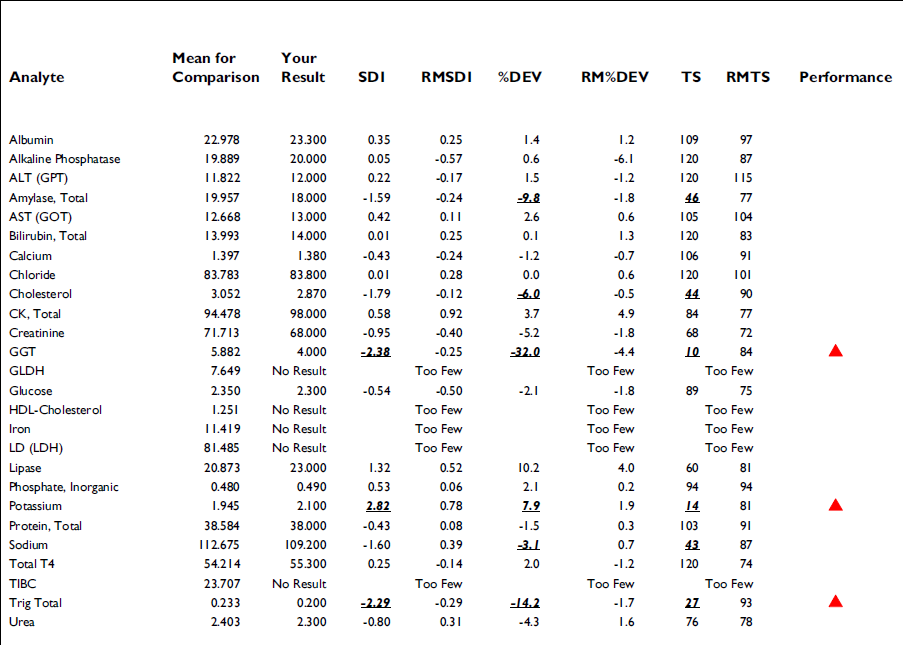 Mean for Your
Analyte Comparison Result SDI RMSDI %DEV RM%DEV TS RMTS Performance
Albumin 22.978 23.300 0.35 0.25 1.4 1.2 109 97
Alkaline Phosphatase 19.889 20.000 0.05 -0.57 0.6 -6.1 120 87
ALT (GPT) 11.822 12.000 0.22 -0.17 1.5 -1.2 120 115
Amylase, Total 19.957 18.000 -1.59 -0.24 -9.8 -1.8 46 77
AST (GOT) 12.668 13.000 0.42 0.11 2.6 0.6 105 104
Bilirubin, Total 13.993 14.000 0.01 0.25 0.1 1.3 120 83
Calcium 1.397 1.380 -0.43 -0.24 -1.2 -0.7 106 91
Chloride 83.783 83.800 0.01 0.28 0.0 0.6 120 101
Cholesterol 3.052 2.870 -1.79 -0.12 -6.0 -0.5 44 90
CK, Total 94.478 98.000 0.58 0.92 3.7 4.9 84 77
Creatinine 71.713 68.000 -0.95 -0.40 -5.2 -1.8 68 72
GGT 5.882 4.000 -2.38 -0.25 -32.0 -4.4 10 84
GLDH 7.649 No Result Too Few Too Few Too Few
Glucose 2.350 2.300 -0.54 -0.50 -2.1 -1.8 89 75
HDL-Cholesterol 1.251 No Result Too Few Too Few Too Few
Iron 11.419 No Result Too Few Too Few Too Few
LD (LDH) 81.485 No Result Too Few Too Few Too Few
Lipase 20.873 23.000 1.32 0.52 10.2 4.0 60 81
Phosphate, Inorganic 0.480 0.490 0.53 0.06 2.1 0.2 94 94
Potassium 1.945 2.100 2.82 0.78 7.9 1.9 14 81
Protein, Total 38.584 38.000 -0.43 0.08 -1.5 0.3 103 91
Sodium 112.675 109.200 -1.60 0.39 -3.1 0.7 43 87
Total T4 54.214 55.300 0.25 -0.14 2.0 -1.2 120 74
TIBC 23.707 No Result Too Few Too Few Too Few
Trig Total 0.233 0.200 -2.29 -0.29 -14.2 -1.7 27 93
Urea 2.403 2.300 -0.80 0.31 -4.3 1.6 76 78